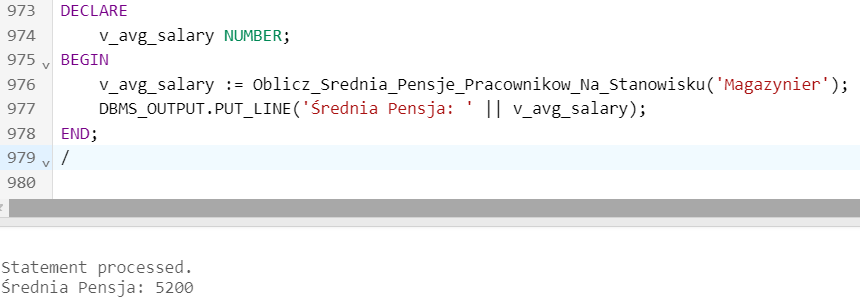 973 DECLARE
974     v_avg_salary NUMBER;
975 BEGIN
976     v_avg_salary := Oblicz_Srednia_Pensje_Pracownikow_Na_Stanowisku('Magazynier');
977     DBMS_OUTPUT.PUT_LINE('Średnia Pensja: ' || v_avg_salary);
978 END;
979 /
980
Statement processed.
Średnia Pensja: 5200